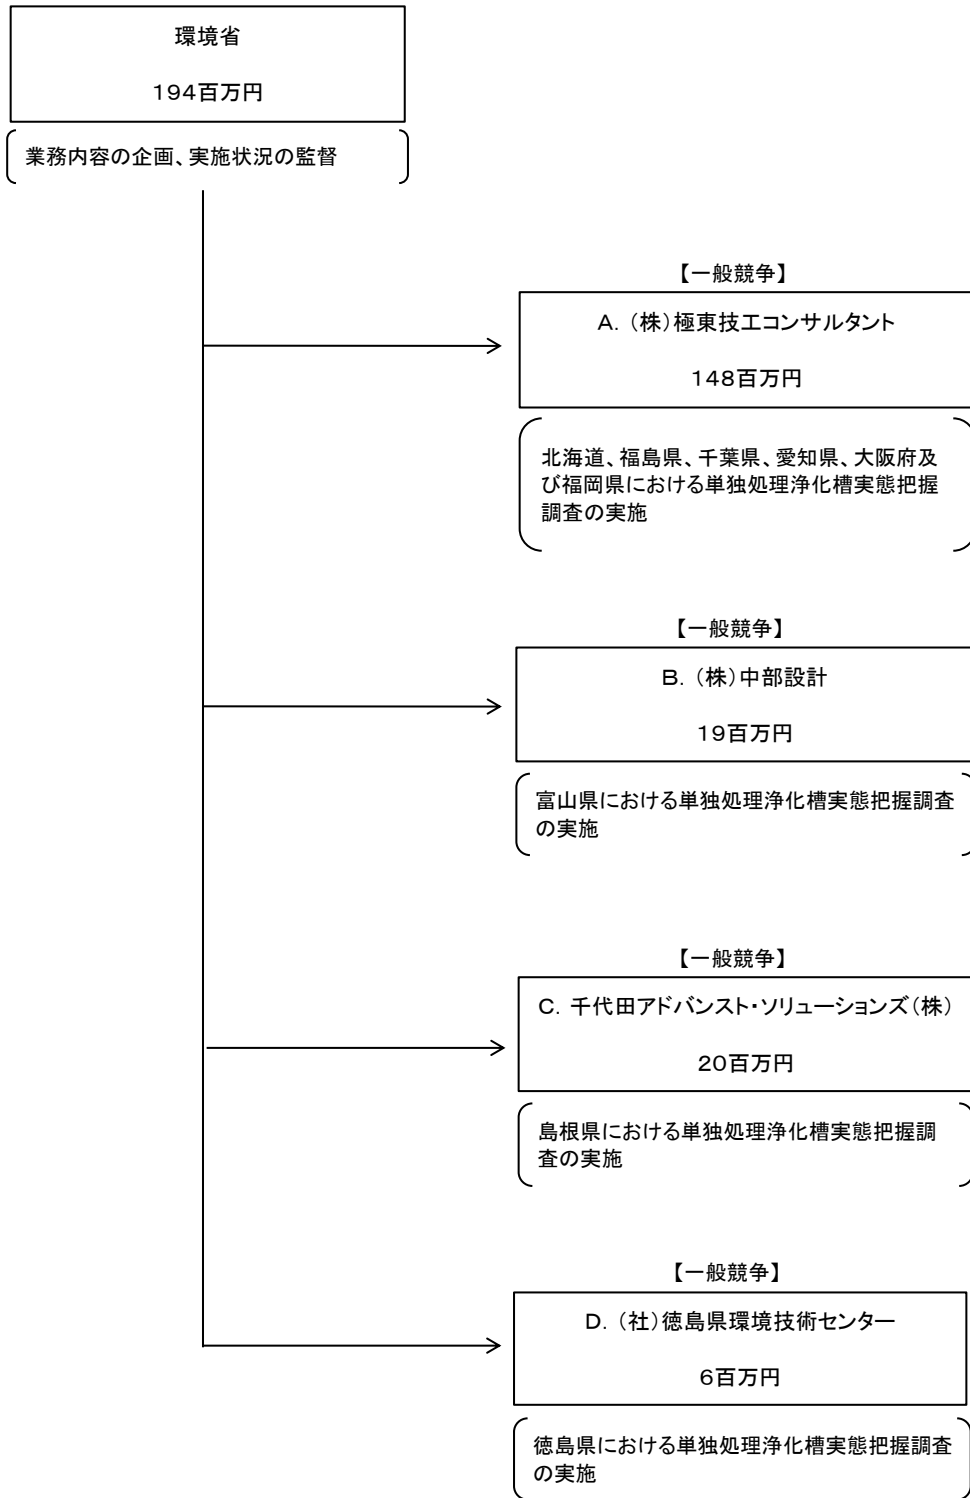 環境省
194百万円
業務内容の企画、実施状況の監督
【一般競争】
A. (株)極東技工コンサルタント
148百万円
北海道、福島県、千葉県、愛知県、大阪府及
び福岡県における単独処理浄化槽実態把握
調査の実施
【一般競争】
B. (株)中部設計
19百万円
富山県における単独処理浄化槽実態把握調査
の実施
【一般競争】
C. 千代田アドバンスト・ソリューションズ(株)
20百万円
島根県における単独処理浄化槽実態把握調
査の実施
【一般競争】
D. (社)徳島県環境技術センター
6百万円
徳島県における単独処理浄化槽実態把握調査
の実施